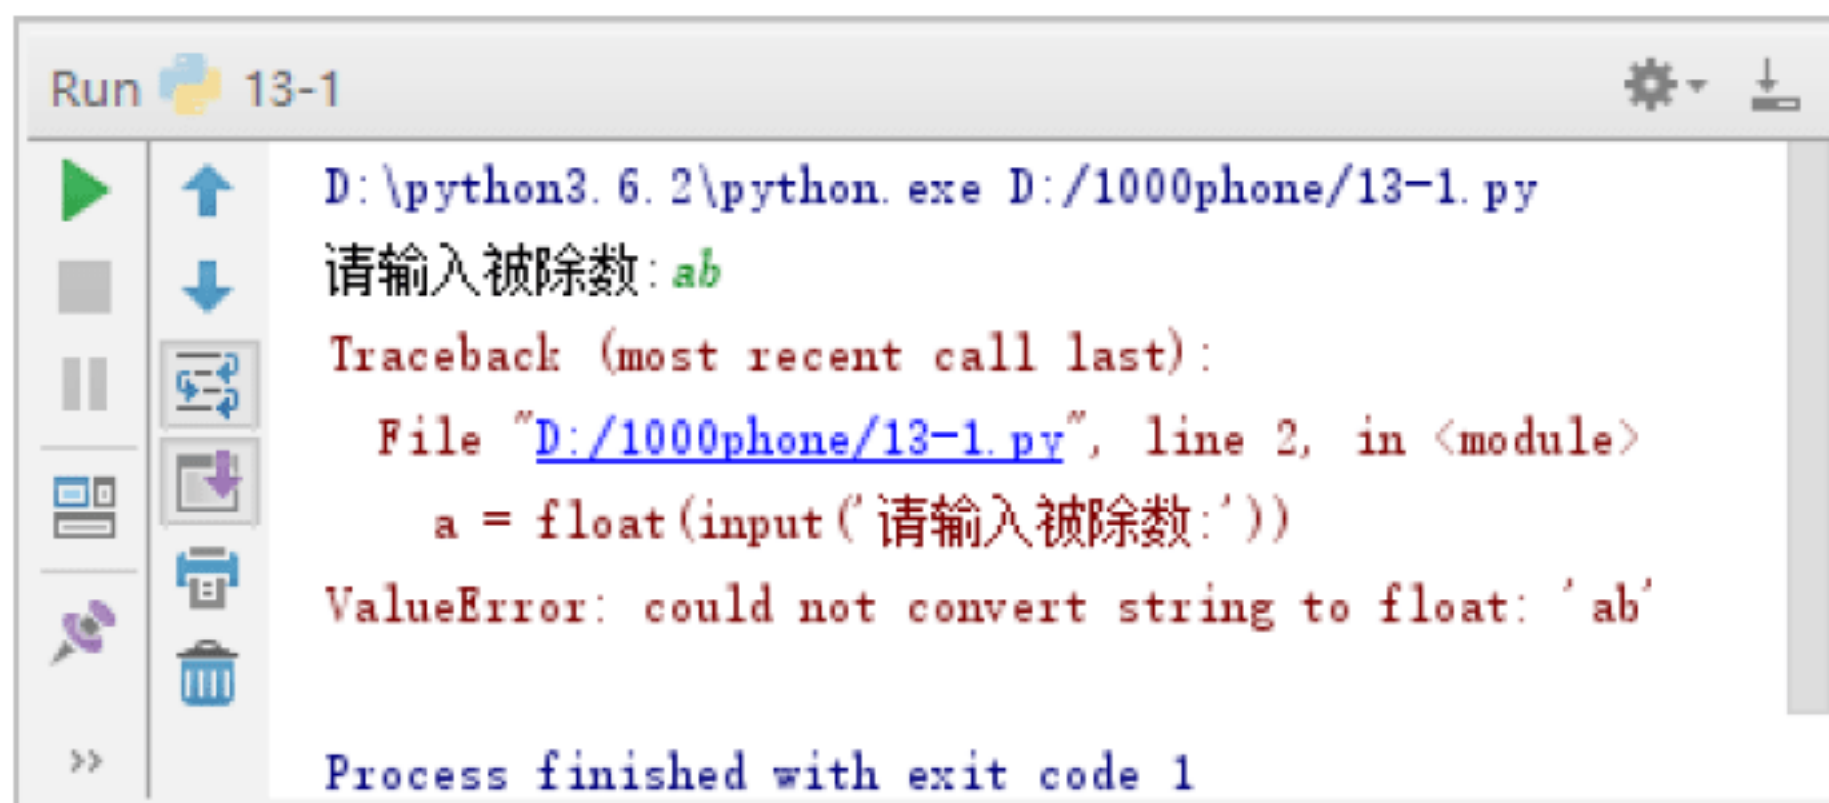 Run 13-1
D:\python3.6.2\python.exe D:/1000phone/13-1.py
请输入被除数:ab
Traceback (most recent call last):
  File "D:/1000phone/13-1.py", line 2, in <module>
    a = float(input('请输入被除数:'))
ValueError: could not convert string to float: 'ab'
Process finished with exit code 1